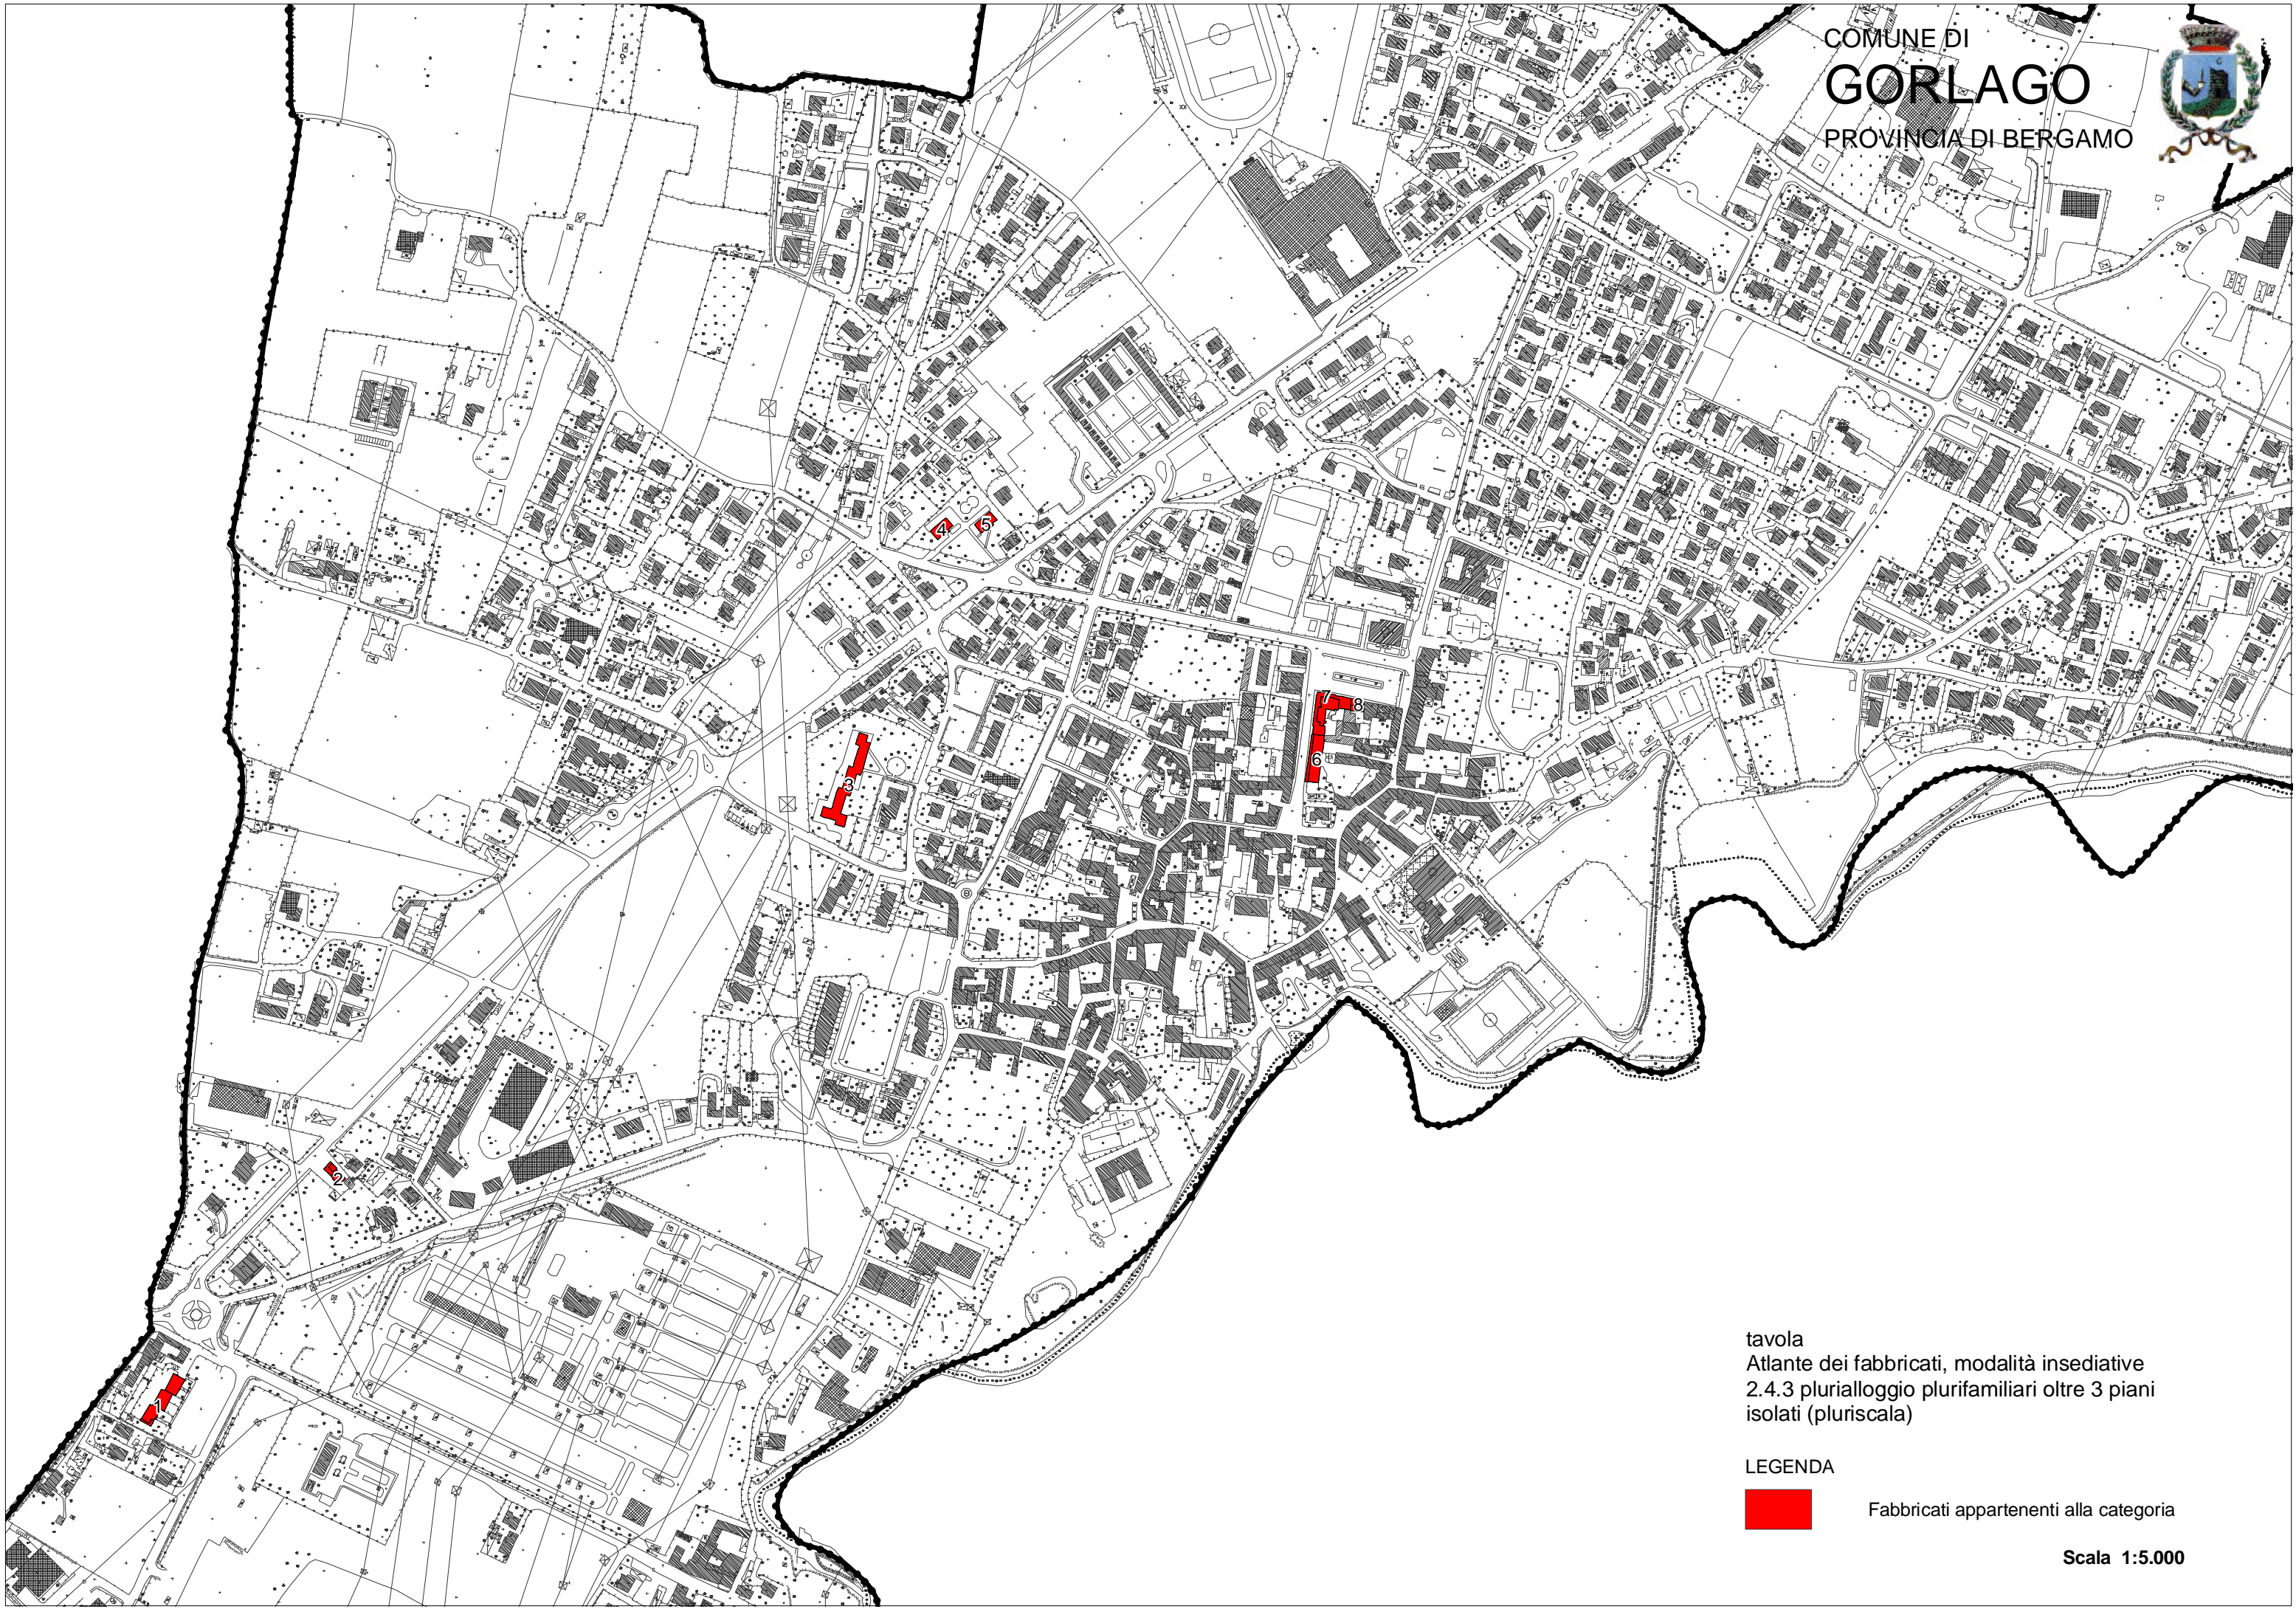 COMUNE DI
GORLAGO
PROVINCIA DI BERGAMO
4
5
7
8
6
3
2
1
tavola
Atlante dei fabbricati, modalità insediative
2.4.3 plurialloggio plurifamiliari oltre 3 piani
isolati (pluriscala)
LEGENDA
Fabbricati appartenenti alla categoria
Scala 1:5.000